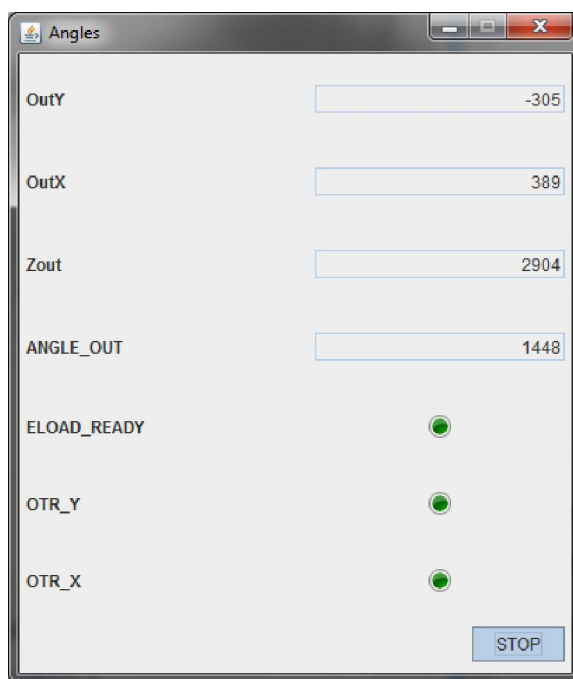 Angles
OutY -305
OutX 389
Zout 2904
ANGLE_OUT 1448
ELOAD_READY
OTR_Y
OTR_X
STOP